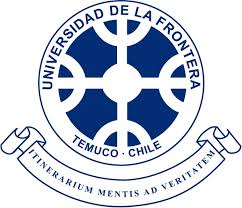 UNIVERSIDAD DE LA FRONTERA
TEMUCO · CHILE
ITINERARIUM MENTIS AD VERITATEM